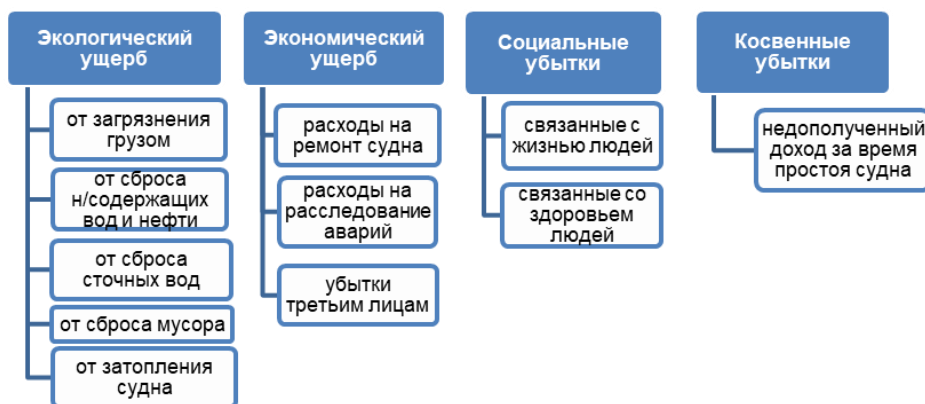 Экологический
ущерб
от загрязнения
грузом
от сброса
н/содержащих
вод и нефти
от сброса
сточных вод
от сброса мусора
от затопления
судна
Экономический
ущерб
расходы на
ремонт судна
расходы на
расследование
аварий
убытки
третьим лицам
Социальные
убытки
связанные с
жизнью людей
связанные со
здоровьем
людей
Косвенные
убытки
недополученный
доход за время
простоя судна